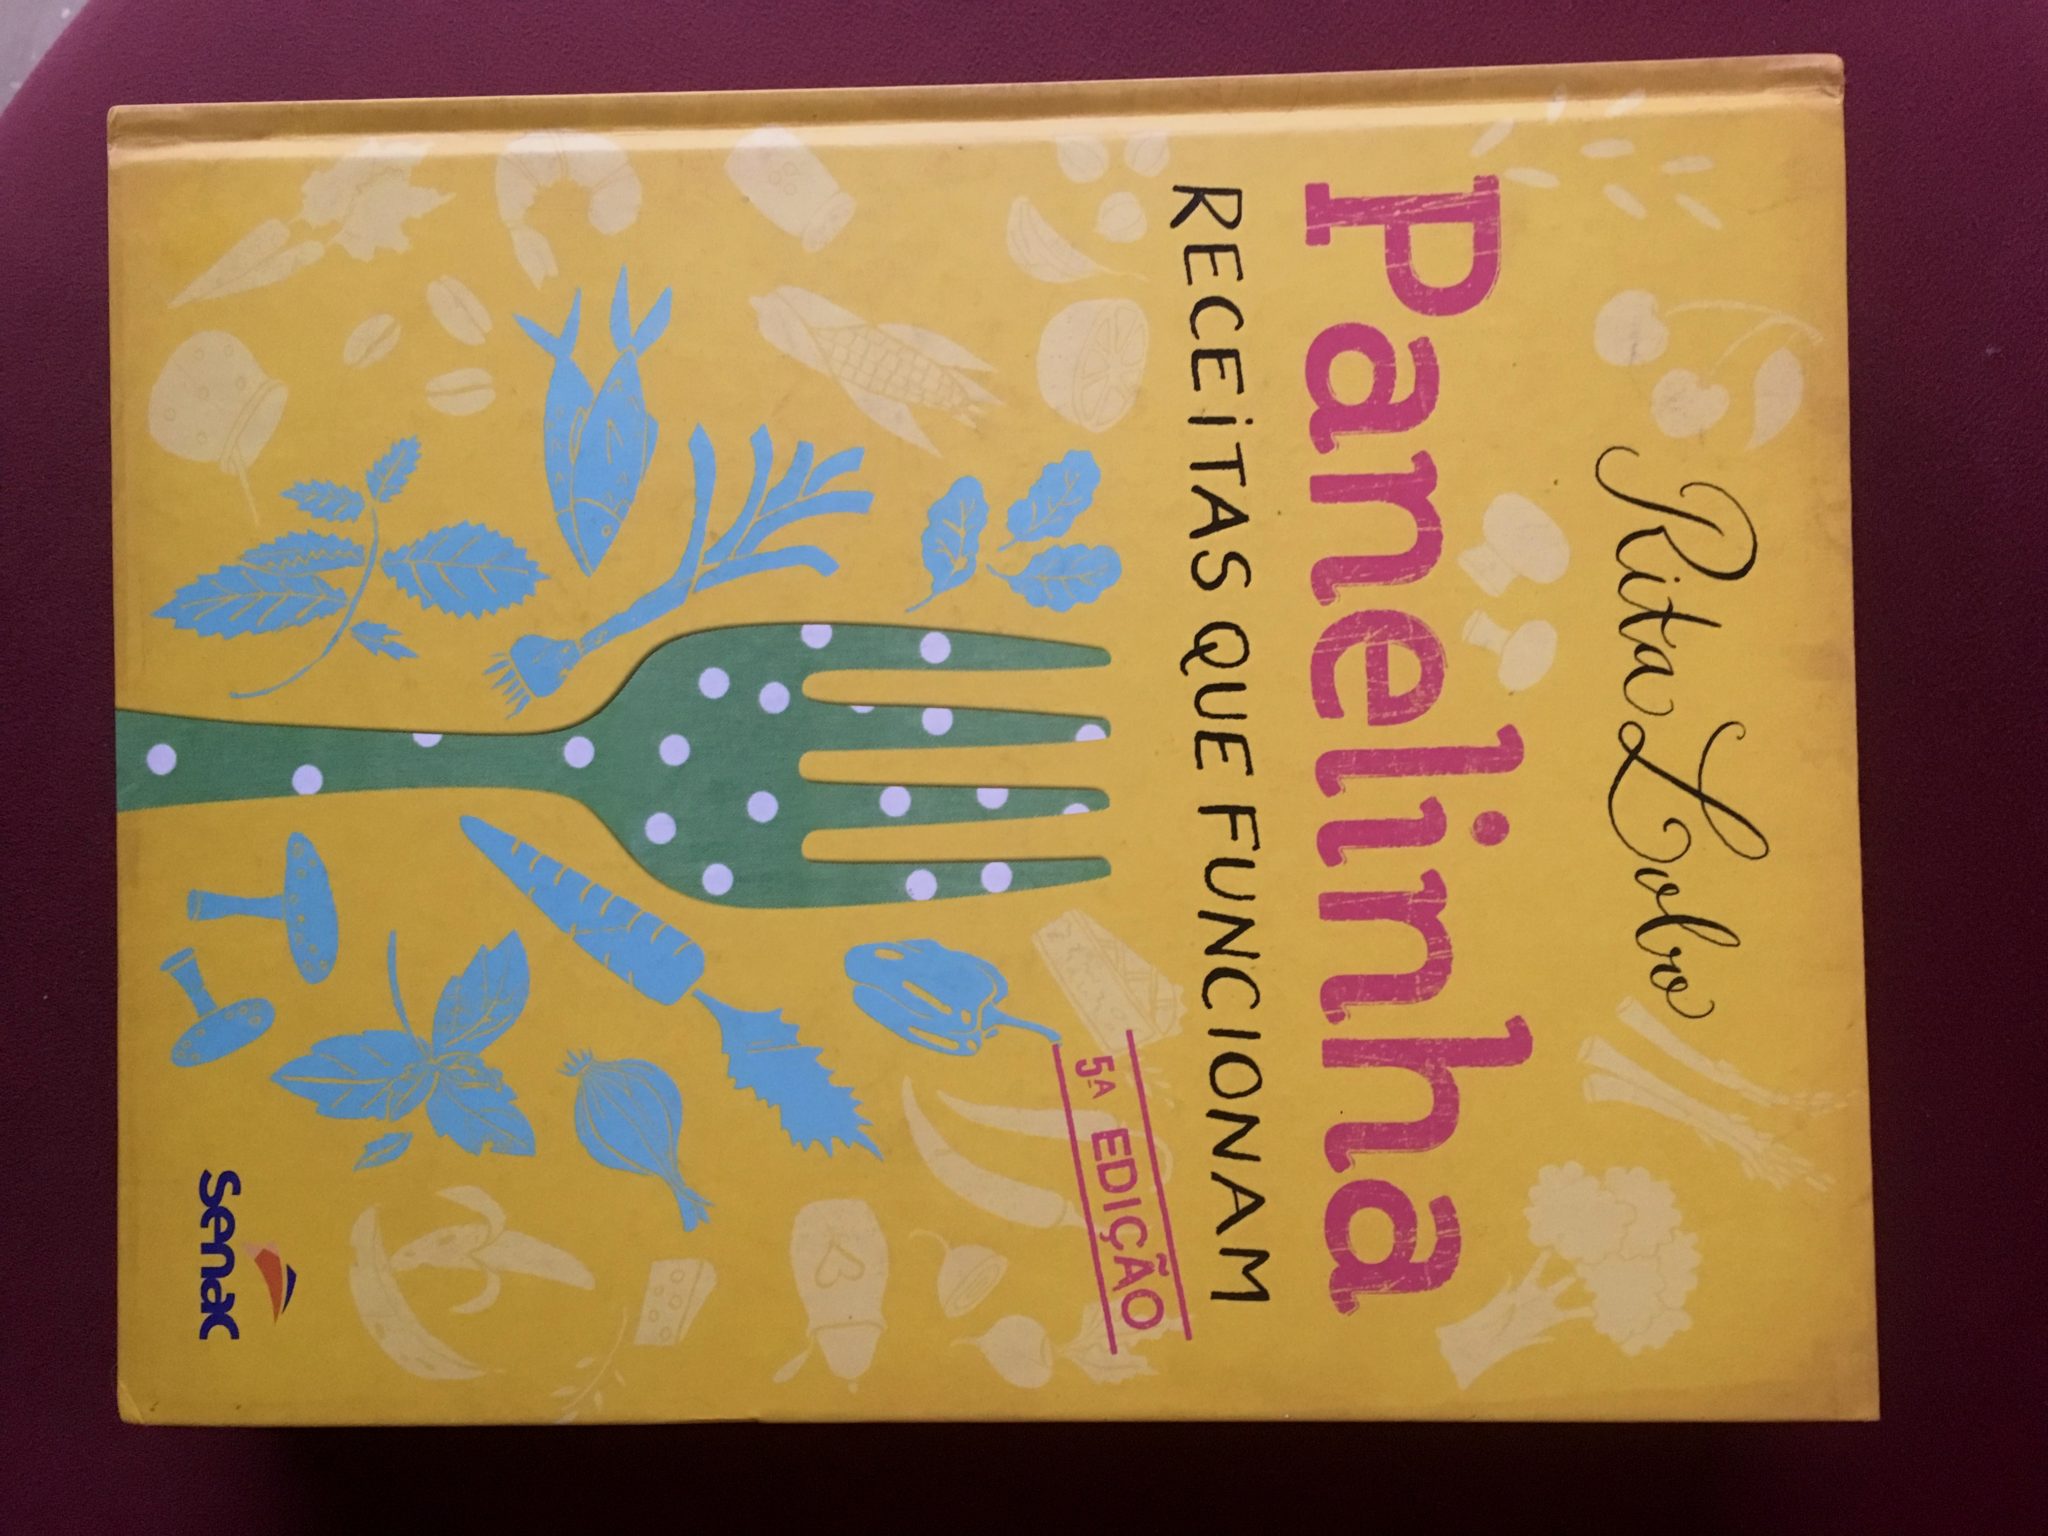 Rita Lobo
Panelinha
RECEiTAS QUE FUNCIONAM
5ª EDIÇÃO
senac